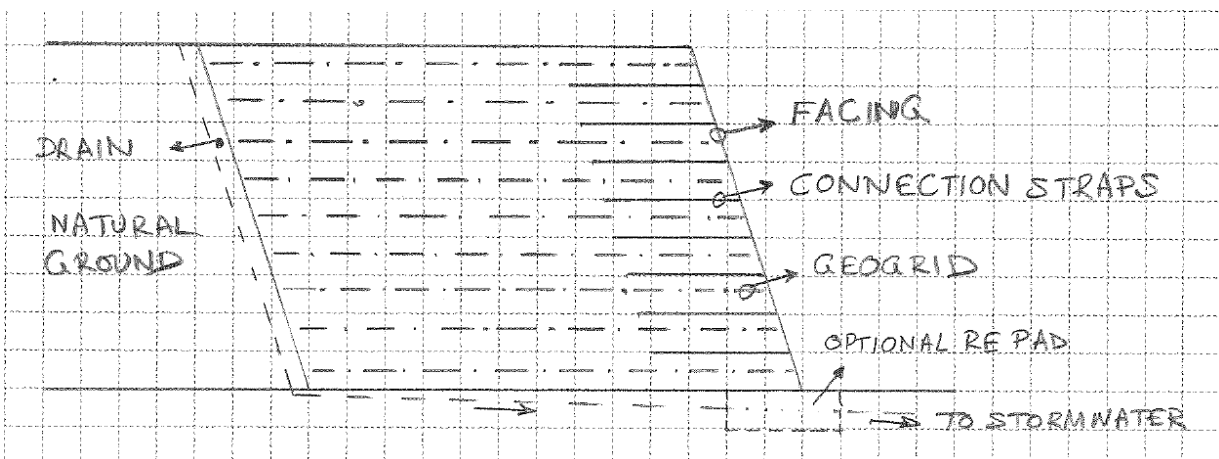 FACING
DRAIN
CONNECTION STRAPS
NATURAL
GROUND
GEOGRID
OPTIONAL RE PAD
TO STORMWATER